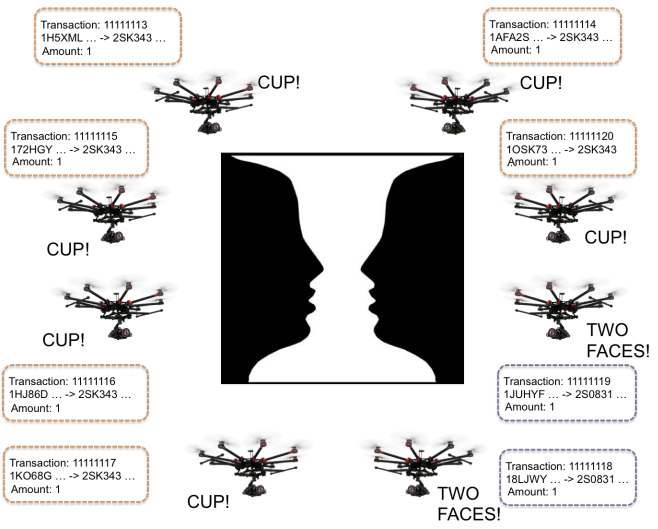 Transaction: 11111113
1H5XML ... -> 2SK343 ...
Amount: 1
CUP!
Transaction: 11111114
1AFA2S ... -> 2SK343 ...
Amount: 1
CUP!
Transaction: 11111115
172HGY ... -> 2SK343 ...
Amount: 1
CUP!
Transaction: 11111120
1OSK73 ... -> 2SK343
Amount: 1
CUP!
CUP!
TWO
FACES!
Transaction: 11111116
1HJ86D ... -> 2SK343 ...
Amount: 1
Transaction: 11111119
1JUHYF ... -> 2S0831 ...
Amount: 1
Transaction: 11111117
1KO68G ... -> 2SK343 ...
Amount: 1
CUP!
TWO
FACES!
Transaction: 11111118
18LJWY ... -> 2S0831 ...
Amount: 1